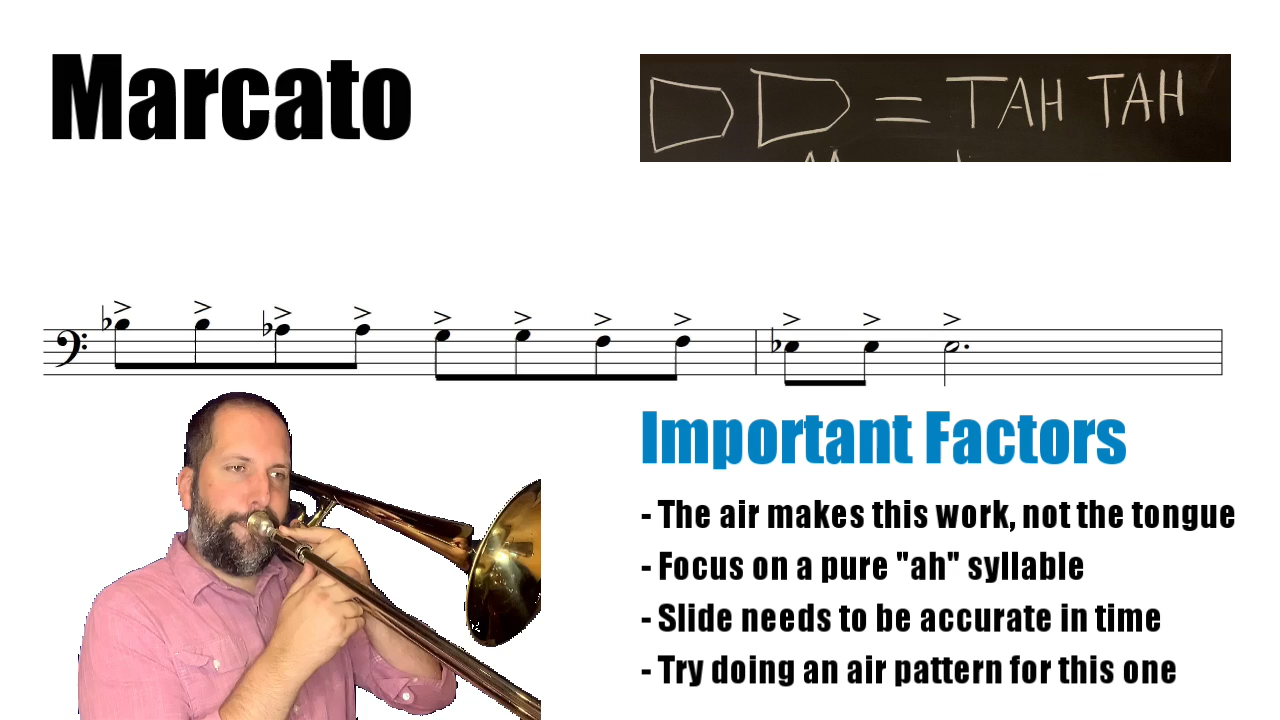 Marcato
= TAH TAH
Important Factors
- The air makes this work, not the tongue
- Focus on a pure "ah" syllable
- Slide needs to be accurate in time
- Try doing an air pattern for this one